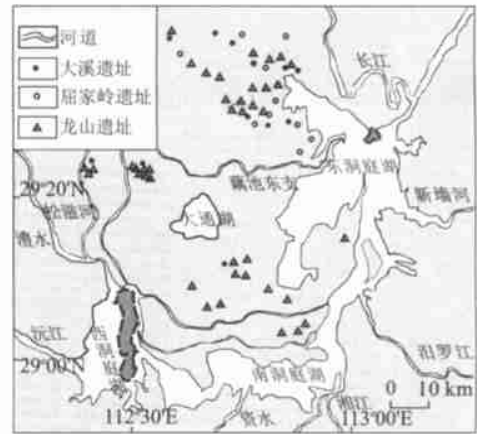 河道
大溪遗址
屈家岭遗址
龙山遗址
长江
29°20'N
藕池东支
东洞庭湖
新墙河
松滋河
大通湖
澧水
沅江
西洞庭湖
29°00'N
南洞庭湖
汨罗江
0 10 km
湘江
资水
112°30'E
113°00'E